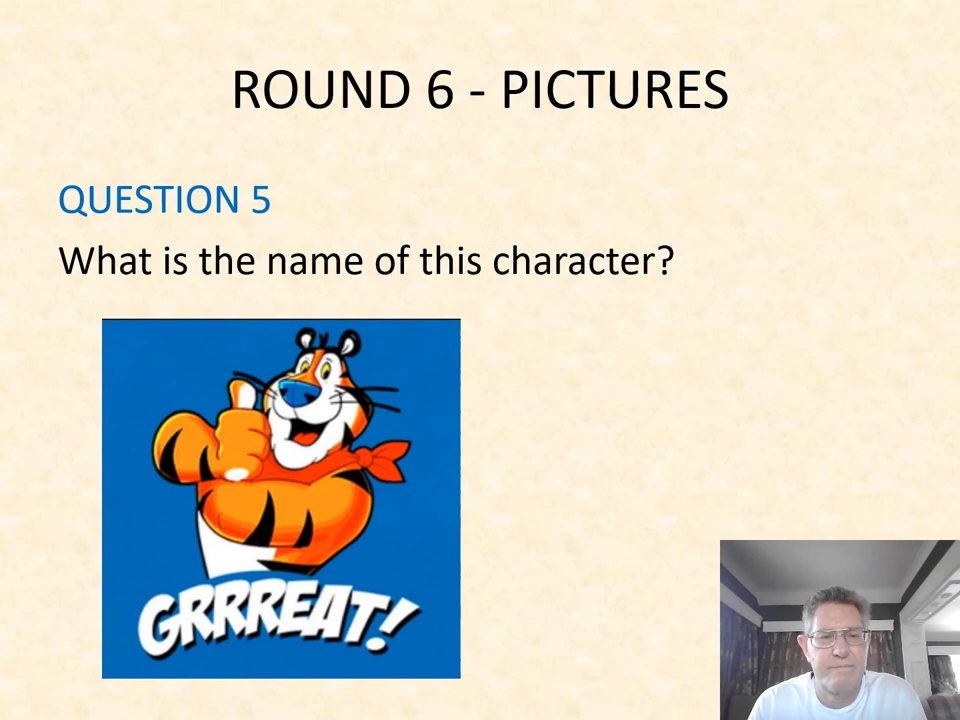 ROUND 6 - PICTURES
QUESTION 5
What is the name of this character?
GRRREAT!